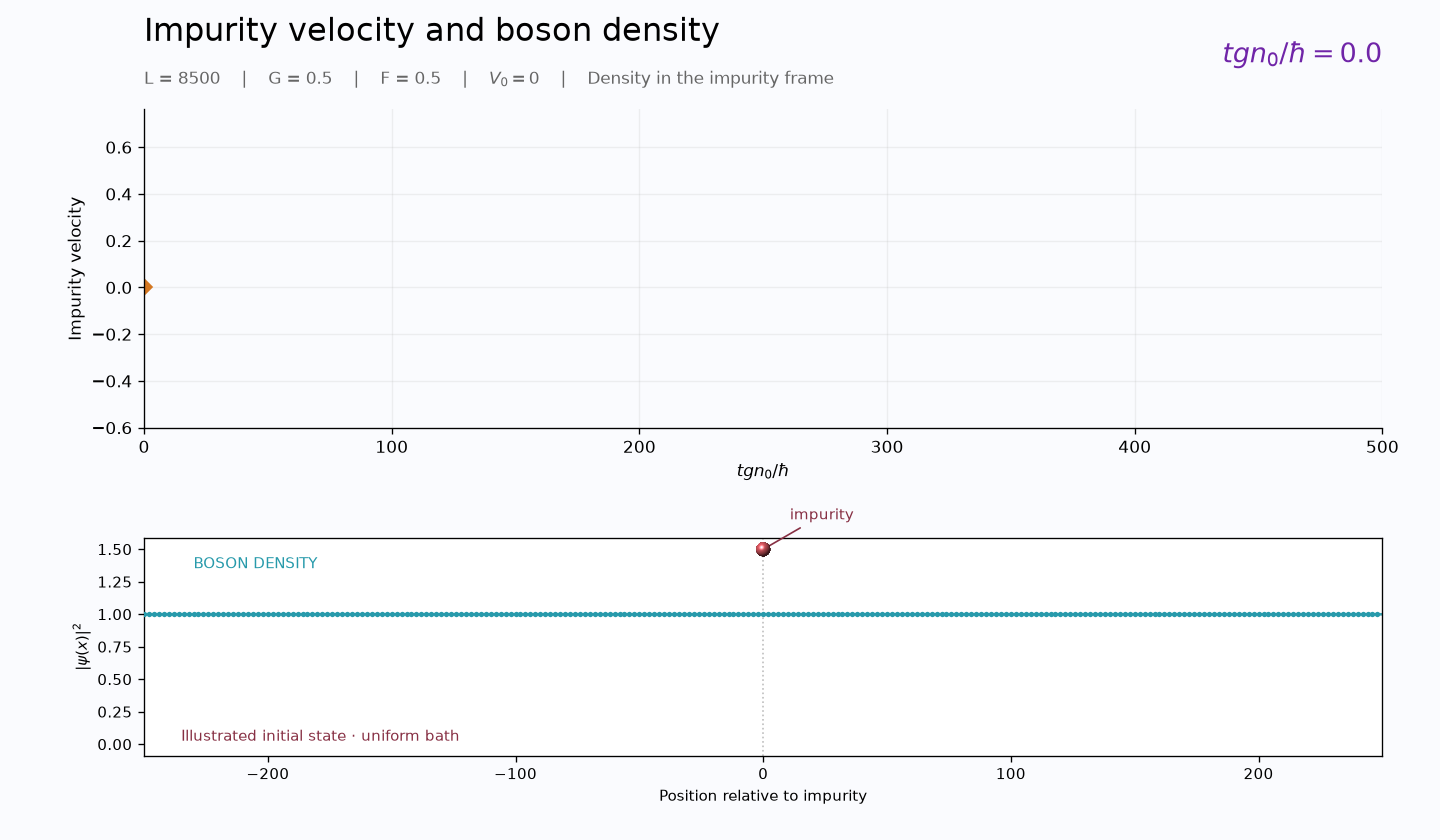 Impurity velocity and boson density
tgn₀/ħ = 0.0
L = 8500 | G = 0.5 | F = 0.5 | V₀ = 0 | Density in the impurity frame
Impurity velocity
0.6
0.4
0.2
0.0
−0.2
−0.4
−0.6
0 100 200 300 400 500
tgn₀/ħ
impurity
BOSON DENSITY
|ψ(x)|²
1.50
1.25
1.00
0.75
0.50
0.25
0.00
Illustrated initial state · uniform bath
−200 −100 0 100 200
Position relative to impurity